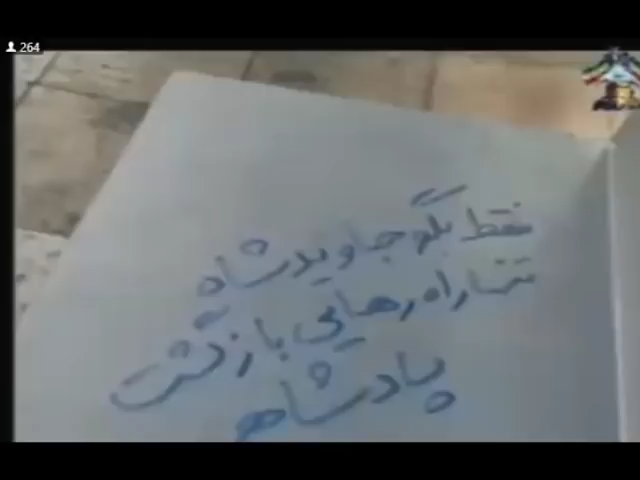 264
فقط بگو جاوید شاه
تنها راه رهایی بازگشت
پادشاه